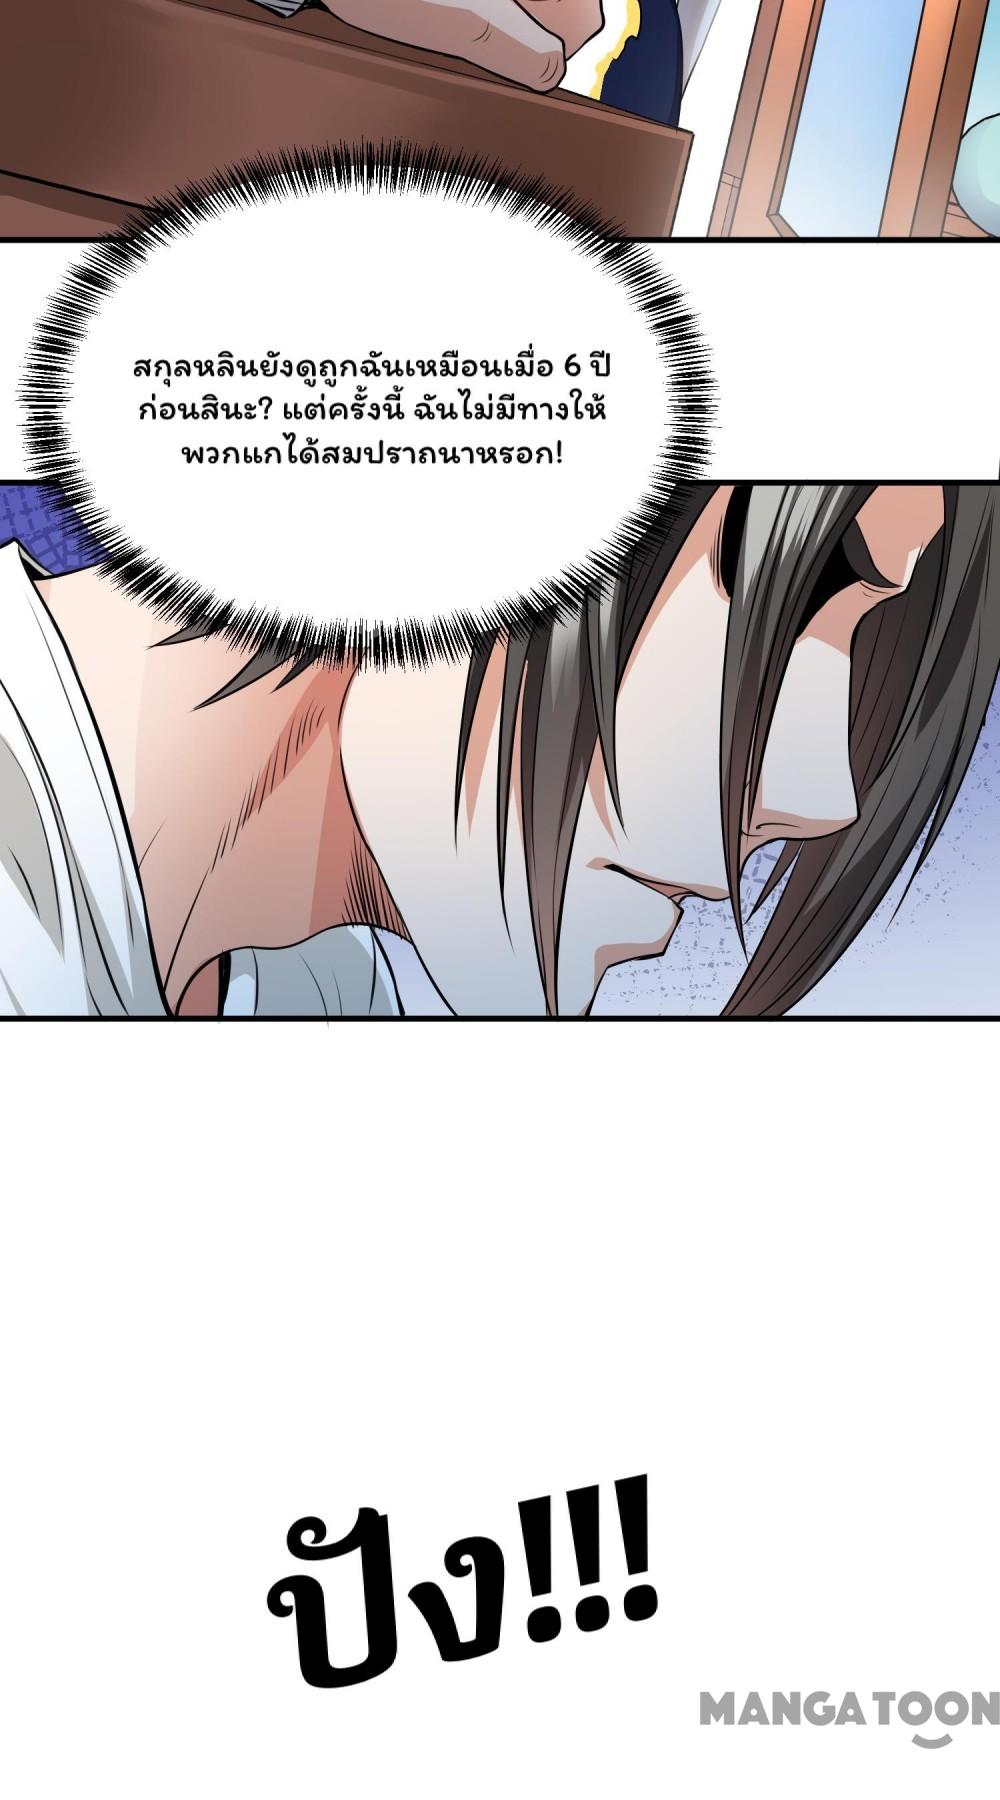 สกุลหลินยังดูถูกฉันเหมือนเมื่อ 6 ปี
ก่อนสินะ? แต่ครั้งนี้ ฉันไม่มีทางให้
พวกแกได้สมปราถนาหรอก!
ปัง!!!
MANGATOON